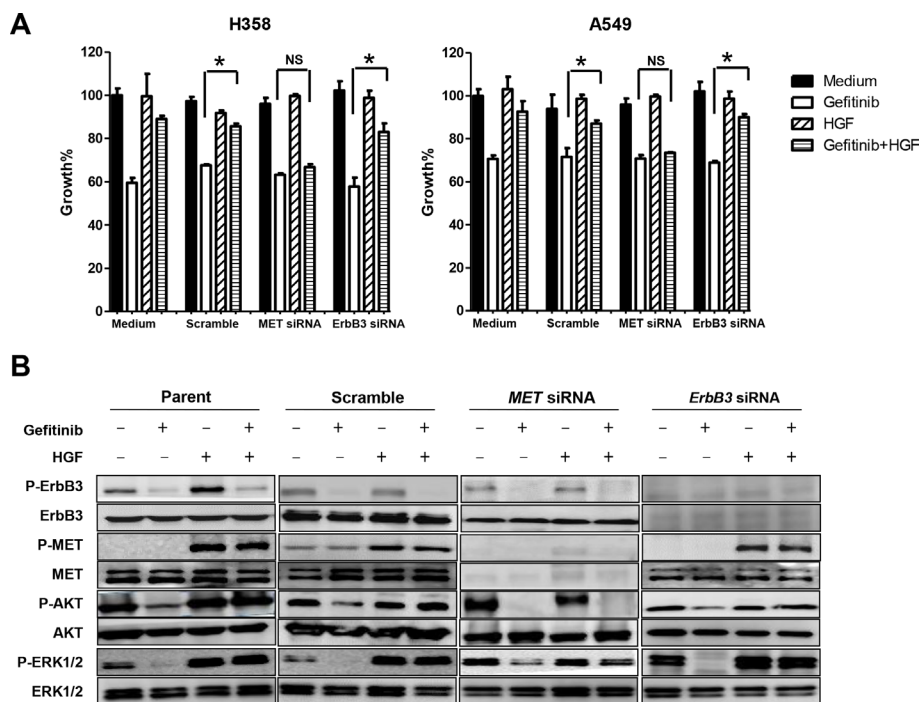 A
H358
A549
Growth%
120
100
80
60
40
20
0
*
NS
*
Medium
Scramble
MET siRNA
ErbB3 siRNA
Growth%
120
100
80
60
40
20
0
*
NS
*
Medium
Scramble
MET siRNA
ErbB3 siRNA
Medium
Gefitinib
HGF
Gefitinib+HGF
B
Parent Scramble MET siRNA ErbB3 siRNA
Gefitinib – + – + – + – + – + – + – + – +
HGF – – + + – – + + – – + + – – + +
P-ErbB3
ErbB3
P-MET
MET
P-AKT
AKT
P-ERK1/2
ERK1/2